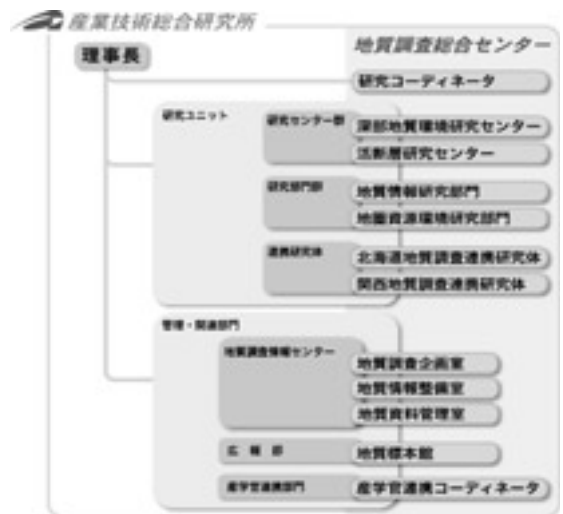 産業技術総合研究所
地質調査総合センター
理事長
研究コーディネータ
研究ユニット
研究センター群
深部地質環境研究センター
活断層研究センター
研究部門群
地質情報研究部門
地圏資源環境研究部門
連携研究体
北海道地質調査連携研究体
関西地質調査連携研究体
管理・関連部門
地質調査情報センター
地質調査企画室
地質情報整備室
地質資料管理室
広報部
地質標本館
産学官連携部門
産学官連携コーディネータ